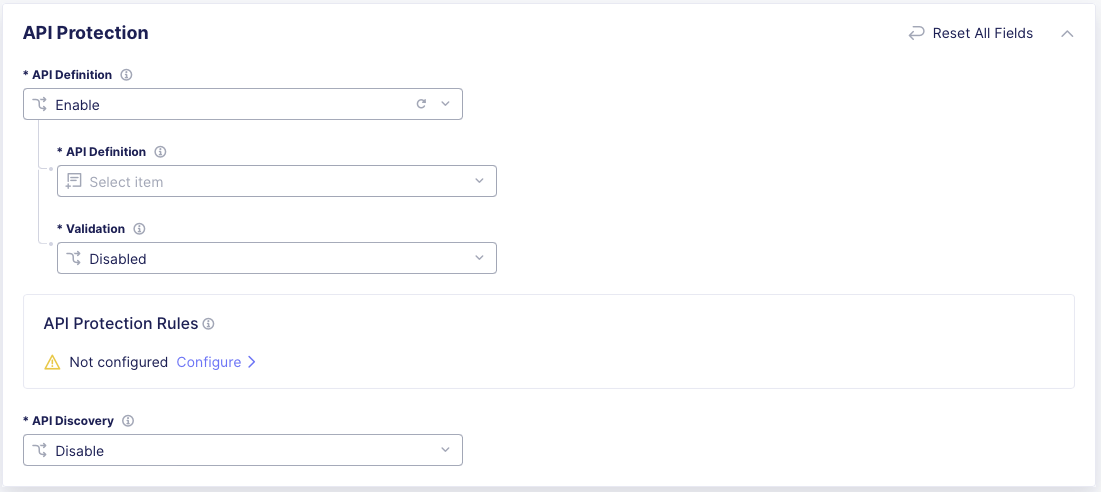 API Protection
Reset All Fields
* API Definition
Enable
* API Definition
Select item
* Validation
Disabled
API Protection Rules
Not configured Configure
* API Discovery
Disable